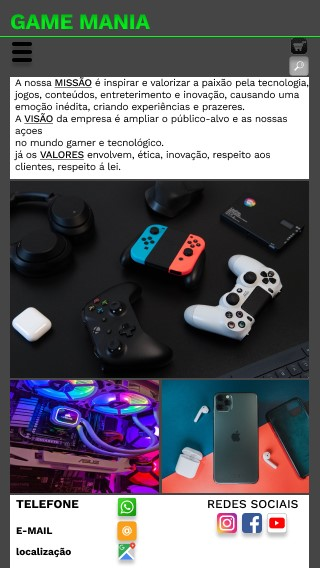 GAME MANIA
A nossa MISSÃO é inspirar e valorizar a paixão pela tecnologia,
jogos, conteúdos, entreterimento e inovação, causando uma
emoção inédita, criando experiências e prazeres.
A VISÃO da empresa é ampliar o público-alvo e as nossas
açoes
no mundo gamer e tecnológico.
já os VALORES envolvem, ética, inovação, respeito aos
clientes, respeito á lei.
TELEFONE
REDES SOCIAIS
E-MAIL
@
localização